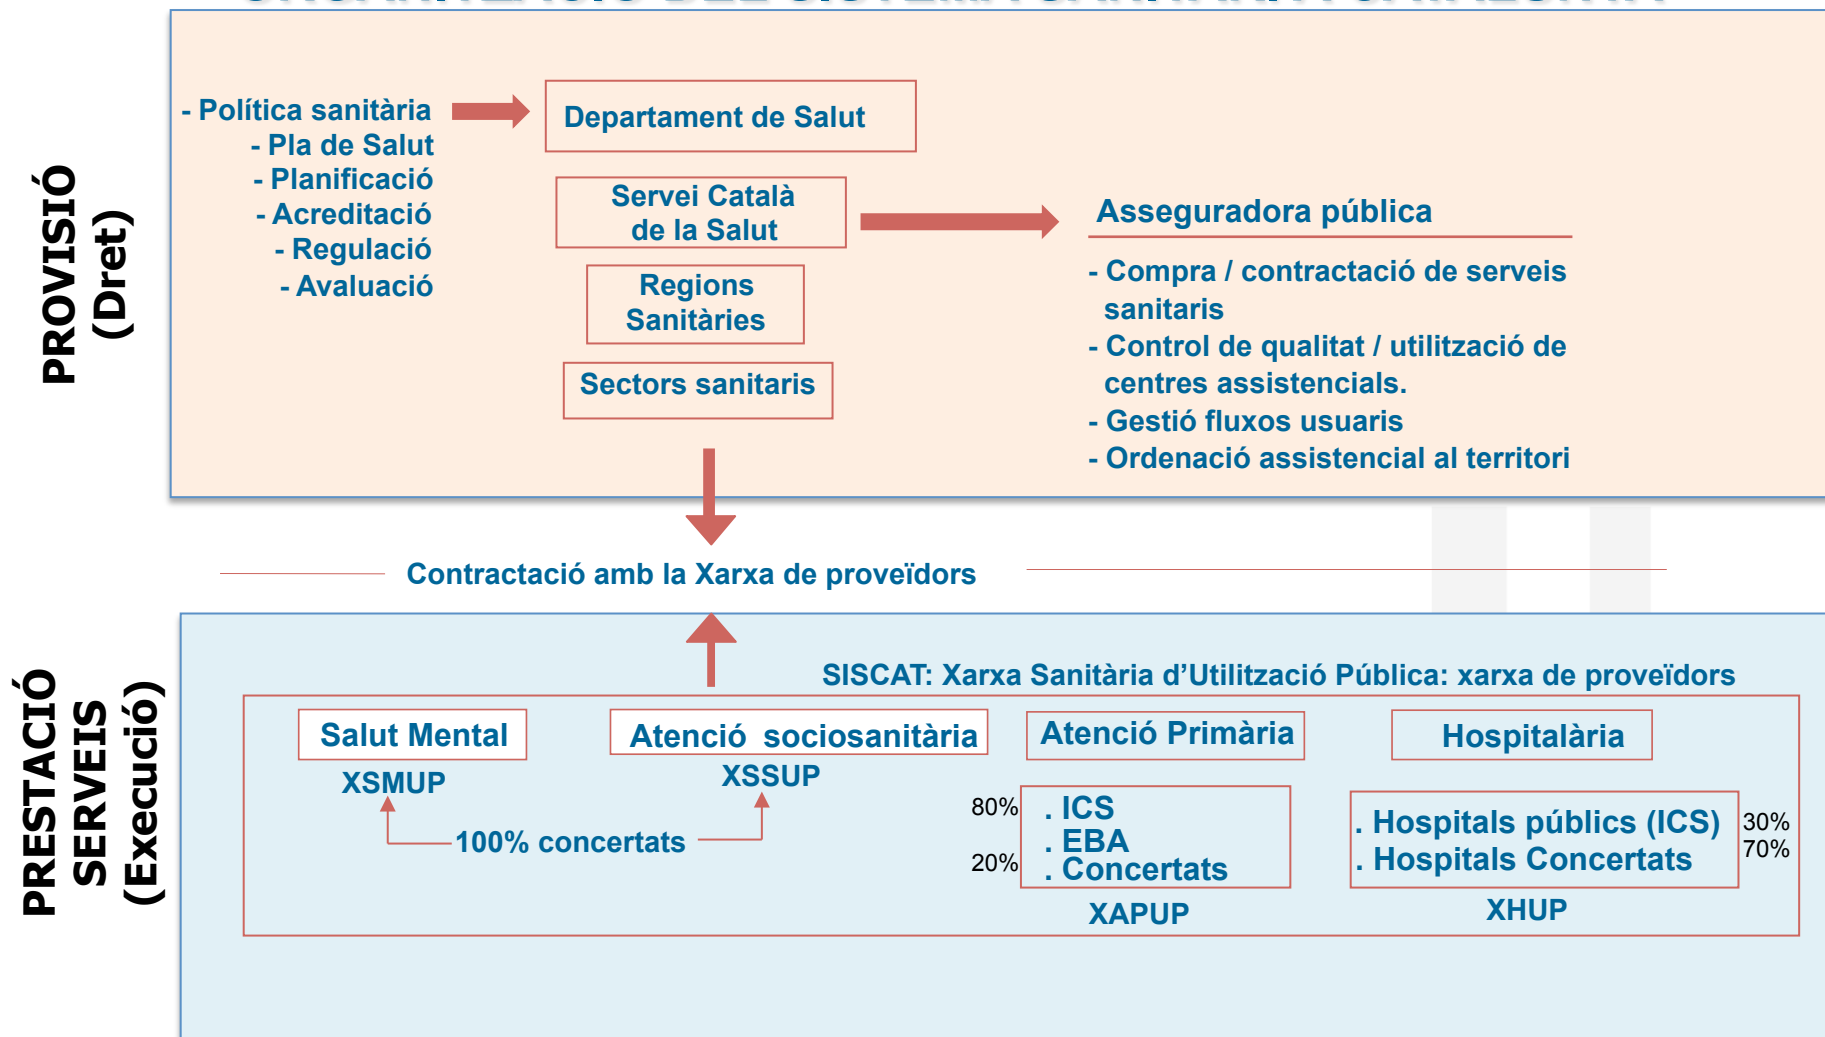 PROVISIÓ
(Dret)
- Política sanitària
- Pla de Salut
- Planificació
- Acreditació
- Regulació
- Avaluació
Departament de Salut
Servei Català
de la Salut
Regions
Sanitàries
Sectors sanitaris
Asseguradora pública
- Compra / contractació de serveis
sanitaris
- Control de qualitat / utilització de
centres assistencials.
- Gestió fluxos usuaris
- Ordenació assistencial al territori
Contractació amb la Xarxa de proveïdors
PRESTACIÓ
SERVEIS
(Execució)
SISCAT: Xarxa Sanitària d’Utilització Pública: xarxa de proveïdors
Salut Mental
XSMUP
Atenció sociosanitària
XSSUP
100% concertats
Atenció Primària
80%
20%
. ICS
. EBA
. Concertats
XAPUP
Hospitalària
. Hospitals públics (ICS)
. Hospitals Concertats
30%
70%
XHUP